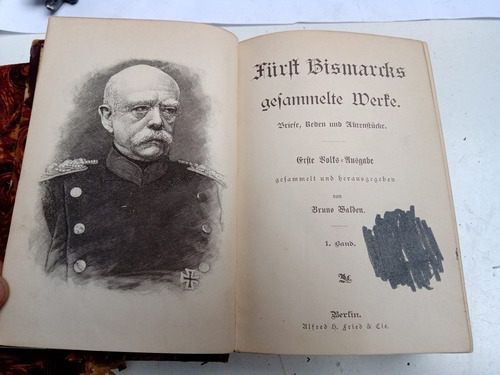 Fürst Bismarcks
gesammelte Werke.
Briefe, Reden und Aktenstücke.
Erste Volks-Ausgabe
gesammelt und herausgegeben
von
Bruno Walden.
1. Band.
Berlin.
Alfred H. Fried & Cie.